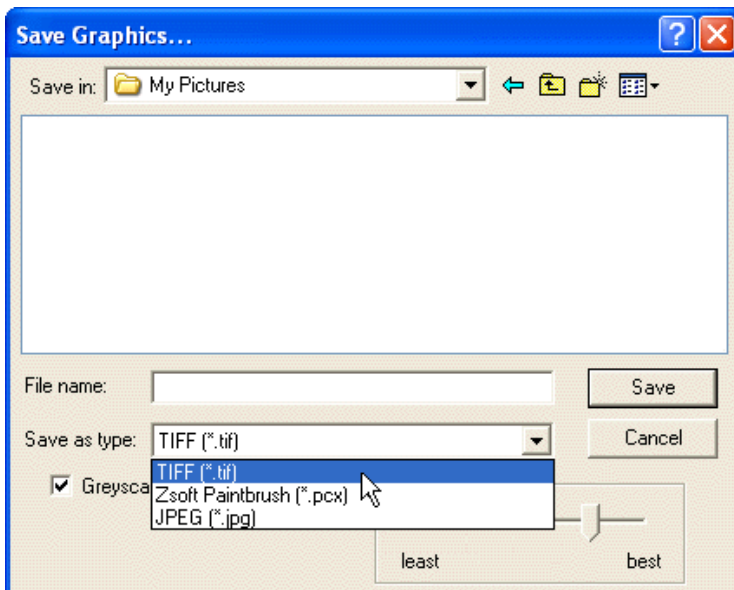 Save Graphics...
Save in: My Pictures
File name:
Save
Save as type: TIFF (*.tif)
Cancel
TIFF (*.tif)
Zsoft Paintbrush (*.pcx)
JPEG (*.jpg)
Greysca
least best